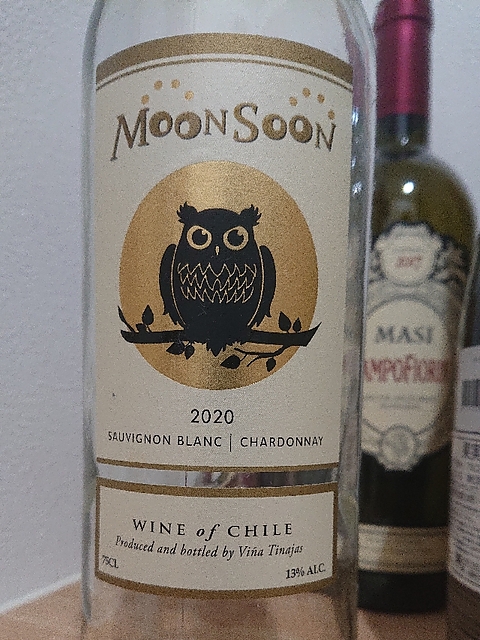 MOONSOON
2020
SAUVIGNON BLANC | CHARDONNAY
WINE of CHILE
Produced and bottled by Viña Tinajas
75CL
13% ALC.
MASI